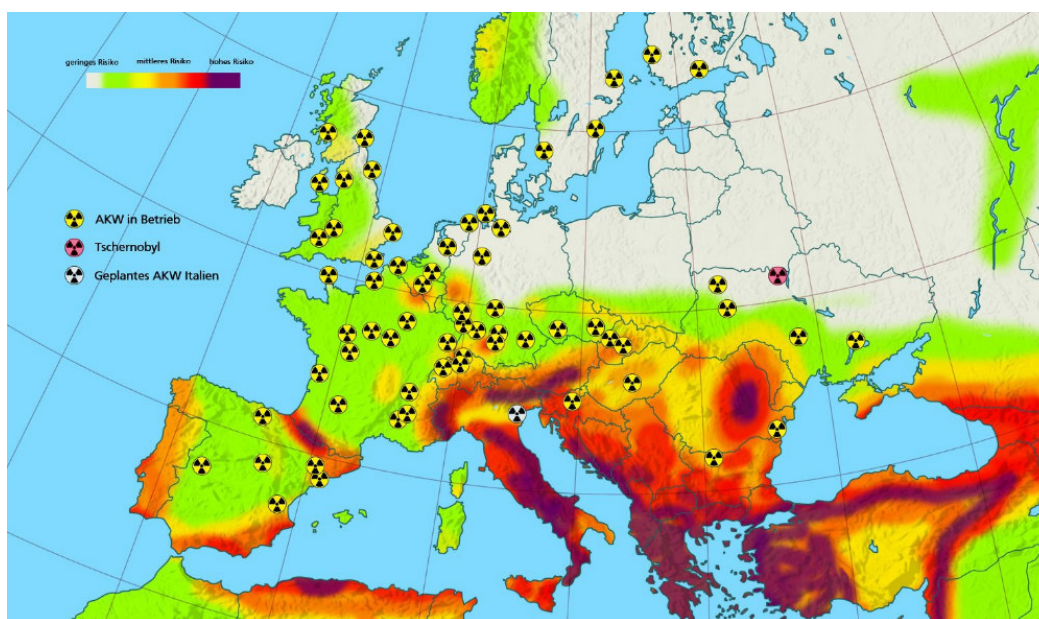 geringes Risiko mittleres Risiko hohes Risiko
AKW in Betrieb
Tschernobyl
Geplantes AKW Italien